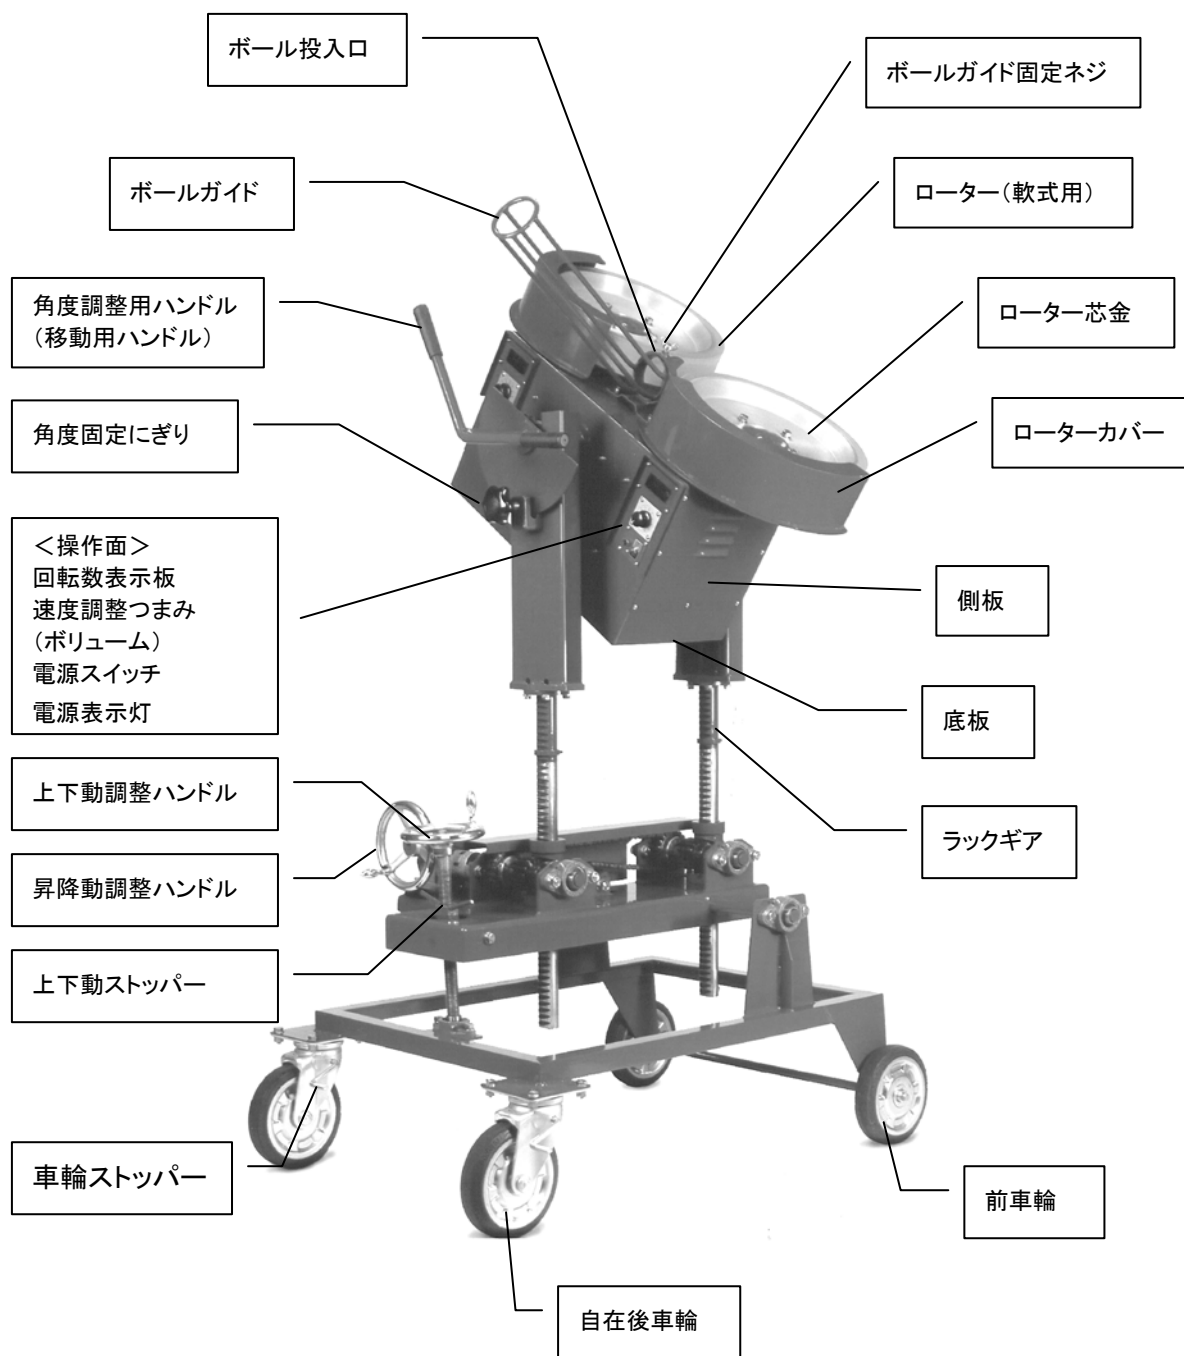 ボール投入口
ボールガイド固定ネジ
ボールガイド
ローター（軟式用）
角度調整用ハンドル
（移動用ハンドル）
ローター芯金
角度固定にぎり
ローターカバー
＜操作面＞
回転数表示板
速度調整つまみ
（ボリューム）
電源スイッチ
電源表示灯
側板
底板
上下動調整ハンドル
ラックギア
昇降動調整ハンドル
上下動ストッパー
車輪ストッパー
前車輪
自在後車輪